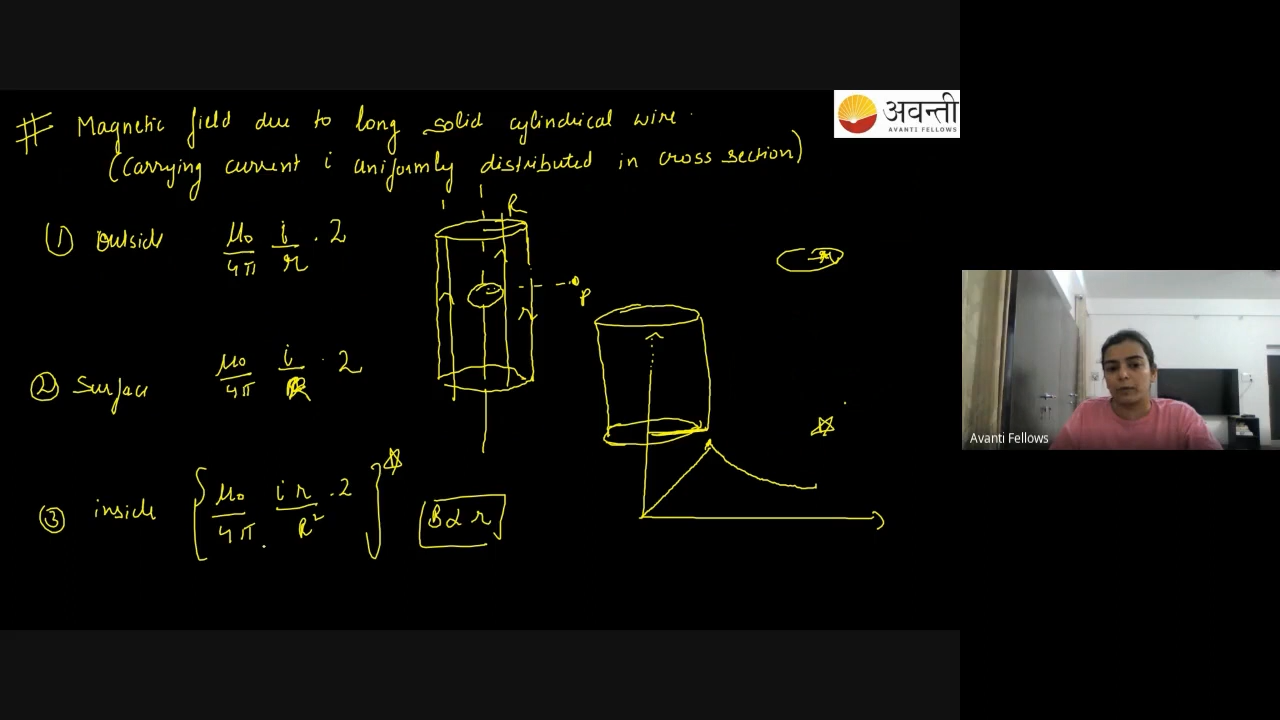 # Magnetic field due to long solid cylindrical wire.
(Carrying current i uniformly distributed in cross section)
अवन्ती
AVANTI FELLOWS
① Outside μ₀/4π i/r . 2
R
P
r
② Surface μ₀/4π i/R . 2
③ inside [μ₀/4π i r/R² . 2] B ∝ r
Avanti Fellows